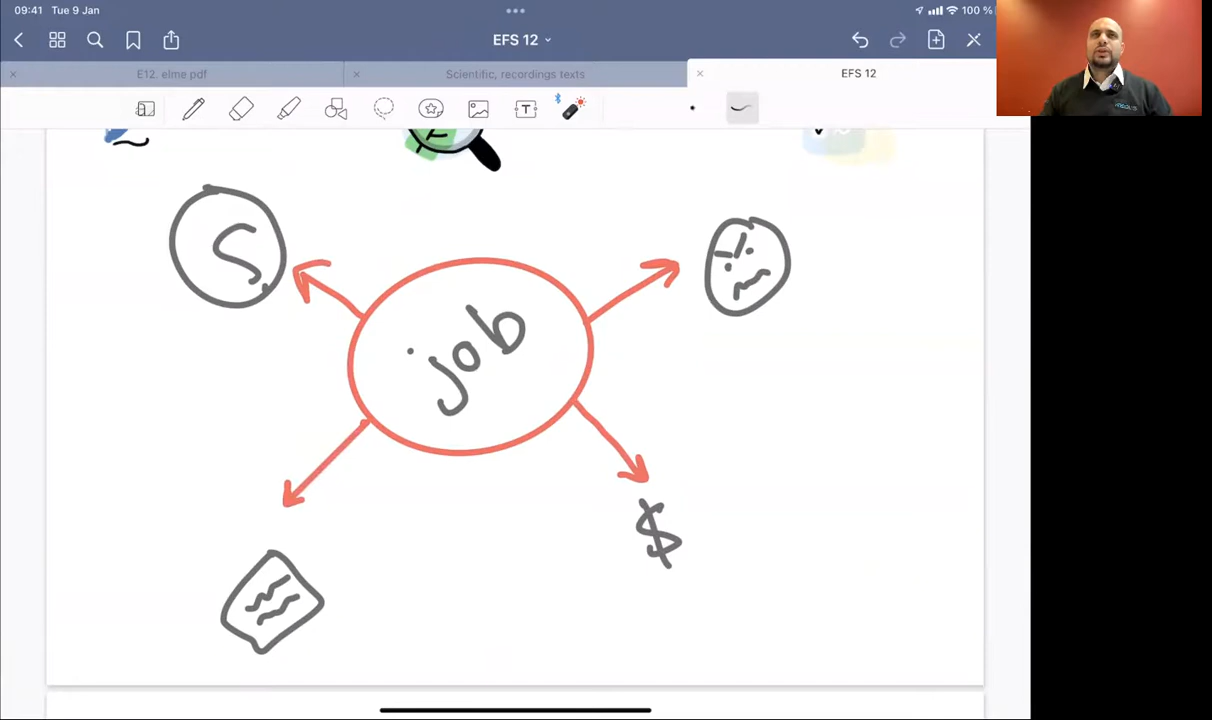 09:41 Tue 9 Jan
100 %
EFS 12
E12. elme pdf
Scientific, recordings texts
EFS 12
T
S
job
$